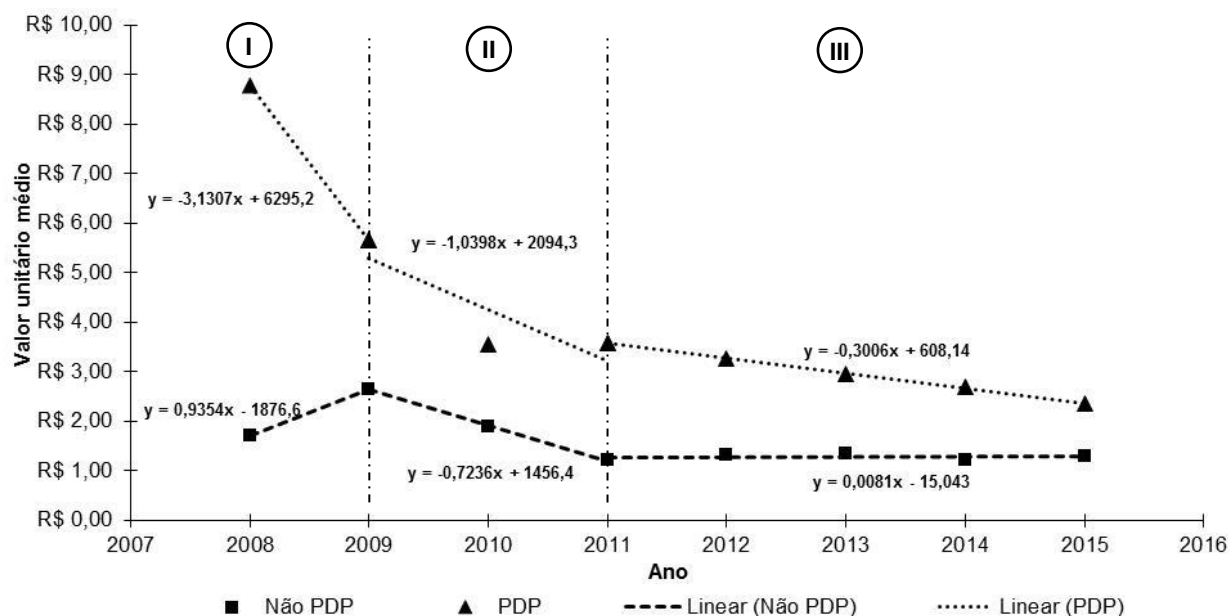 R$ 10,00
R$ 9,00
R$ 8,00
R$ 7,00
R$ 6,00
R$ 5,00
R$ 4,00
R$ 3,00
R$ 2,00
R$ 1,00
R$ 0,00
Valor unitário médio
I
II
III
y = -3,1307x + 6295,2
y = -1,0398x + 2094,3
y = -0,3006x + 608,14
y = 0,9354x - 1876,6
y = -0,7236x + 1456,4
y = 0,0081x - 15,043
2007 2008 2009 2010 2011 2012 2013 2014 2015 2016
Ano
Não PDP PDP Linear (Não PDP) Linear (PDP)